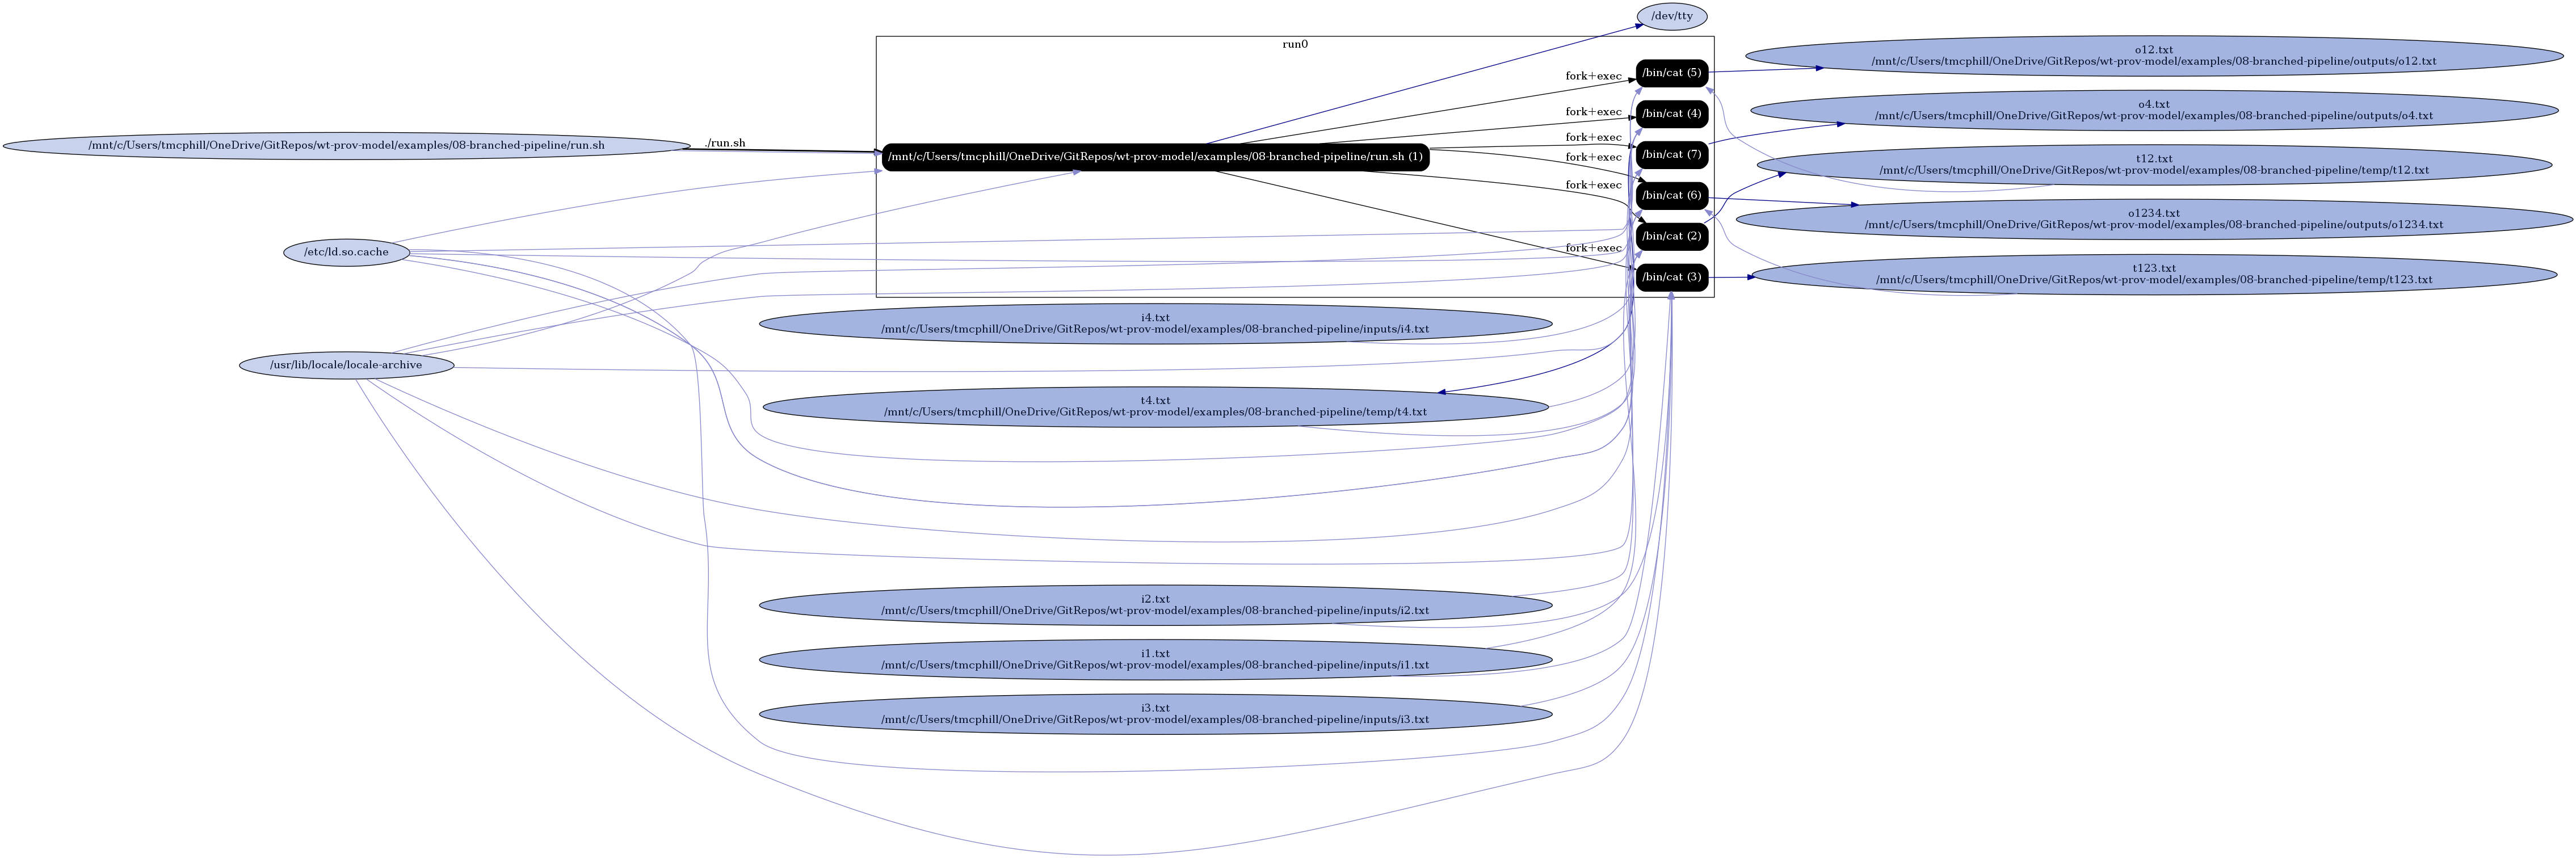 /dev/tty
run0
o12.txt
/mnt/c/Users/tmcphill/OneDrive/GitRepos/wt-prov-model/examples/08-branched-pipeline/outputs/o12.txt
fork+exec
/bin/cat (5)
o4.txt
/mnt/c/Users/tmcphill/OneDrive/GitRepos/wt-prov-model/examples/08-branched-pipeline/outputs/o4.txt
fork+exec
/bin/cat (4)
/mnt/c/Users/tmcphill/OneDrive/GitRepos/wt-prov-model/examples/08-branched-pipeline/run.sh
./run.sh
/mnt/c/Users/tmcphill/OneDrive/GitRepos/wt-prov-model/examples/08-branched-pipeline/run.sh (1)
fork+exec
/bin/cat (7)
t12.txt
/mnt/c/Users/tmcphill/OneDrive/GitRepos/wt-prov-model/examples/08-branched-pipeline/temp/t12.txt
fork+exec
/bin/cat (6)
o1234.txt
/mnt/c/Users/tmcphill/OneDrive/GitRepos/wt-prov-model/examples/08-branched-pipeline/outputs/o1234.txt
fork+exec
/bin/cat (2)
/etc/ld.so.cache
fork+exec
/bin/cat (3)
t123.txt
/mnt/c/Users/tmcphill/OneDrive/GitRepos/wt-prov-model/examples/08-branched-pipeline/temp/t123.txt
i4.txt
/mnt/c/Users/tmcphill/OneDrive/GitRepos/wt-prov-model/examples/08-branched-pipeline/inputs/i4.txt
/usr/lib/locale/locale-archive
t4.txt
/mnt/c/Users/tmcphill/OneDrive/GitRepos/wt-prov-model/examples/08-branched-pipeline/temp/t4.txt
i2.txt
/mnt/c/Users/tmcphill/OneDrive/GitRepos/wt-prov-model/examples/08-branched-pipeline/inputs/i2.txt
i1.txt
/mnt/c/Users/tmcphill/OneDrive/GitRepos/wt-prov-model/examples/08-branched-pipeline/inputs/i1.txt
i3.txt
/mnt/c/Users/tmcphill/OneDrive/GitRepos/wt-prov-model/examples/08-branched-pipeline/inputs/i3.txt